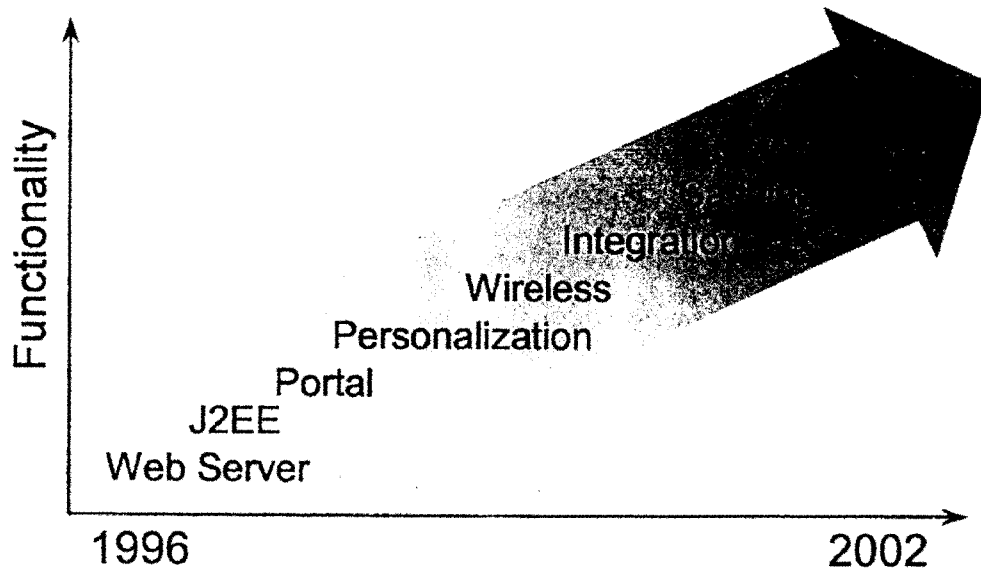 Functionality
Integration
Wireless
Personalization
Portal
J2EE
Web Server
1996
2002